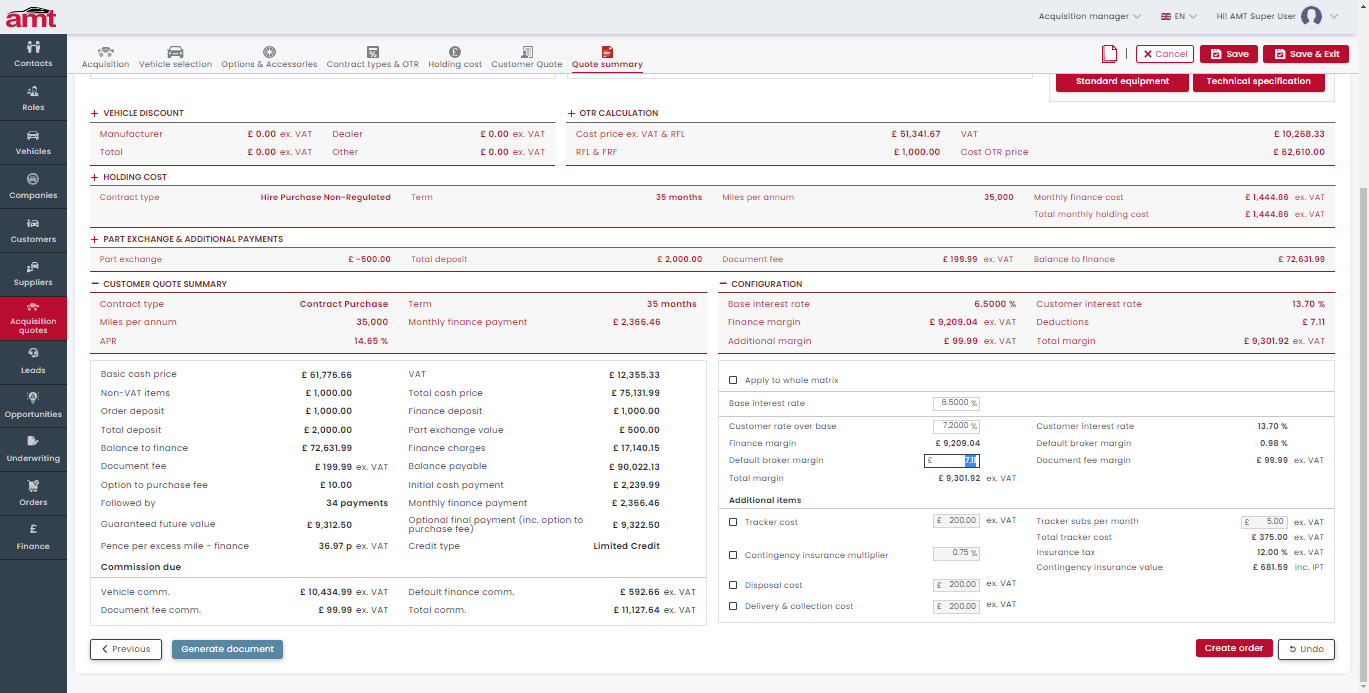 amt
Acquisition manager
EN
Hi! AMT Super User
Contacts
Roles
Vehicles
Companies
Customers
Suppliers
Acquisition quotes
Leads
Opportunities
Underwriting
Orders
£
Finance
Acquisition
Vehicle selection
Options & Accessories
Contract types & OTR
Holding cost
Customer Quote
Quote summary
Cancel
Save
Save & Exit
Standard equipment
Technical specification
+ VEHICLE DISCOUNT
Manufacturer £ 0.00 ex. VAT Dealer £ 0.00 ex. VAT
Total £ 0.00 ex. VAT Other £ 0.00 ex. VAT
+ OTR CALCULATION
Cost price ex. VAT & RFL £ 51,341.67 VAT £ 10,268.33
RFL & FRF £ 1,000.00 Cost OTR price £ 62,610.00
+ HOLDING COST
Contract type Hire Purchase Non-Regulated Term 35 months Miles per annum 35,000 Monthly finance cost £ 1,444.86 ex. VAT
Total monthly holding cost £ 1,444.86 ex. VAT
+ PART EXCHANGE & ADDITIONAL PAYMENTS
Part exchange £ -500.00 Total deposit £ 2,000.00 Document fee £ 199.99 ex. VAT Balance to finance £ 72,631.99
− CUSTOMER QUOTE SUMMARY
Contract type Contract Purchase Term 35 months
Miles per annum 35,000 Monthly finance payment £ 2,366.46
APR 14.65 %
Basic cash price £ 61,776.66 VAT £ 12,355.33
Non-VAT items £ 1,000.00 Total cash price £ 75,131.99
Order deposit £ 1,000.00 Finance deposit £ 1,000.00
Total deposit £ 2,000.00 Part exchange value £ 500.00
Balance to finance £ 72,631.99 Finance charges £ 17,140.15
Document fee £ 199.99 ex. VAT Balance payable £ 90,022.13
Option to purchase fee £ 10.00 Initial cash payment £ 2,239.99
Followed by 34 payments Monthly finance payment £ 2,366.46
Guaranteed future value £ 9,312.50 Optional final payment (inc. option to purchase fee) £ 9,322.50
Pence per excess mile - finance 36.97 p ex. VAT Credit type Limited Credit
Commission due
Vehicle comm. £ 10,434.99 ex. VAT Default finance comm. £ 592.66 ex. VAT
Document fee comm. £ 99.99 ex. VAT Total comm. £ 11,127.64 ex. VAT
− CONFIGURATION
Base interest rate 6.5000 % Customer interest rate 13.70 %
Finance margin £ 9,209.04 ex. VAT Deductions £ 7.11
Additional margin £ 99.99 ex. VAT Total margin £ 9,301.92 ex. VAT
Apply to whole matrix
Base interest rate 6.5000 %
Customer rate over base 7.2000 % Customer interest rate 13.70 %
Finance margin £ 9,209.04 Default broker margin 0.98 %
Default broker margin £ 7.11 Document fee margin £ 99.99 ex. VAT
Total margin £ 9,301.92 ex. VAT
Additional items
Tracker cost £ 200.00 ex. VAT Tracker subs per month £ 5.00 ex. VAT
Total tracker cost £ 375.00 ex. VAT
Contingency insurance multiplier 0.75 % Insurance tax 12.00 % ex. VAT
Contingency insurance value £ 681.59 inc. IPT
Disposal cost £ 200.00 ex. VAT
Delivery & collection cost £ 200.00 ex. VAT
Previous
Generate document
Create order
Undo